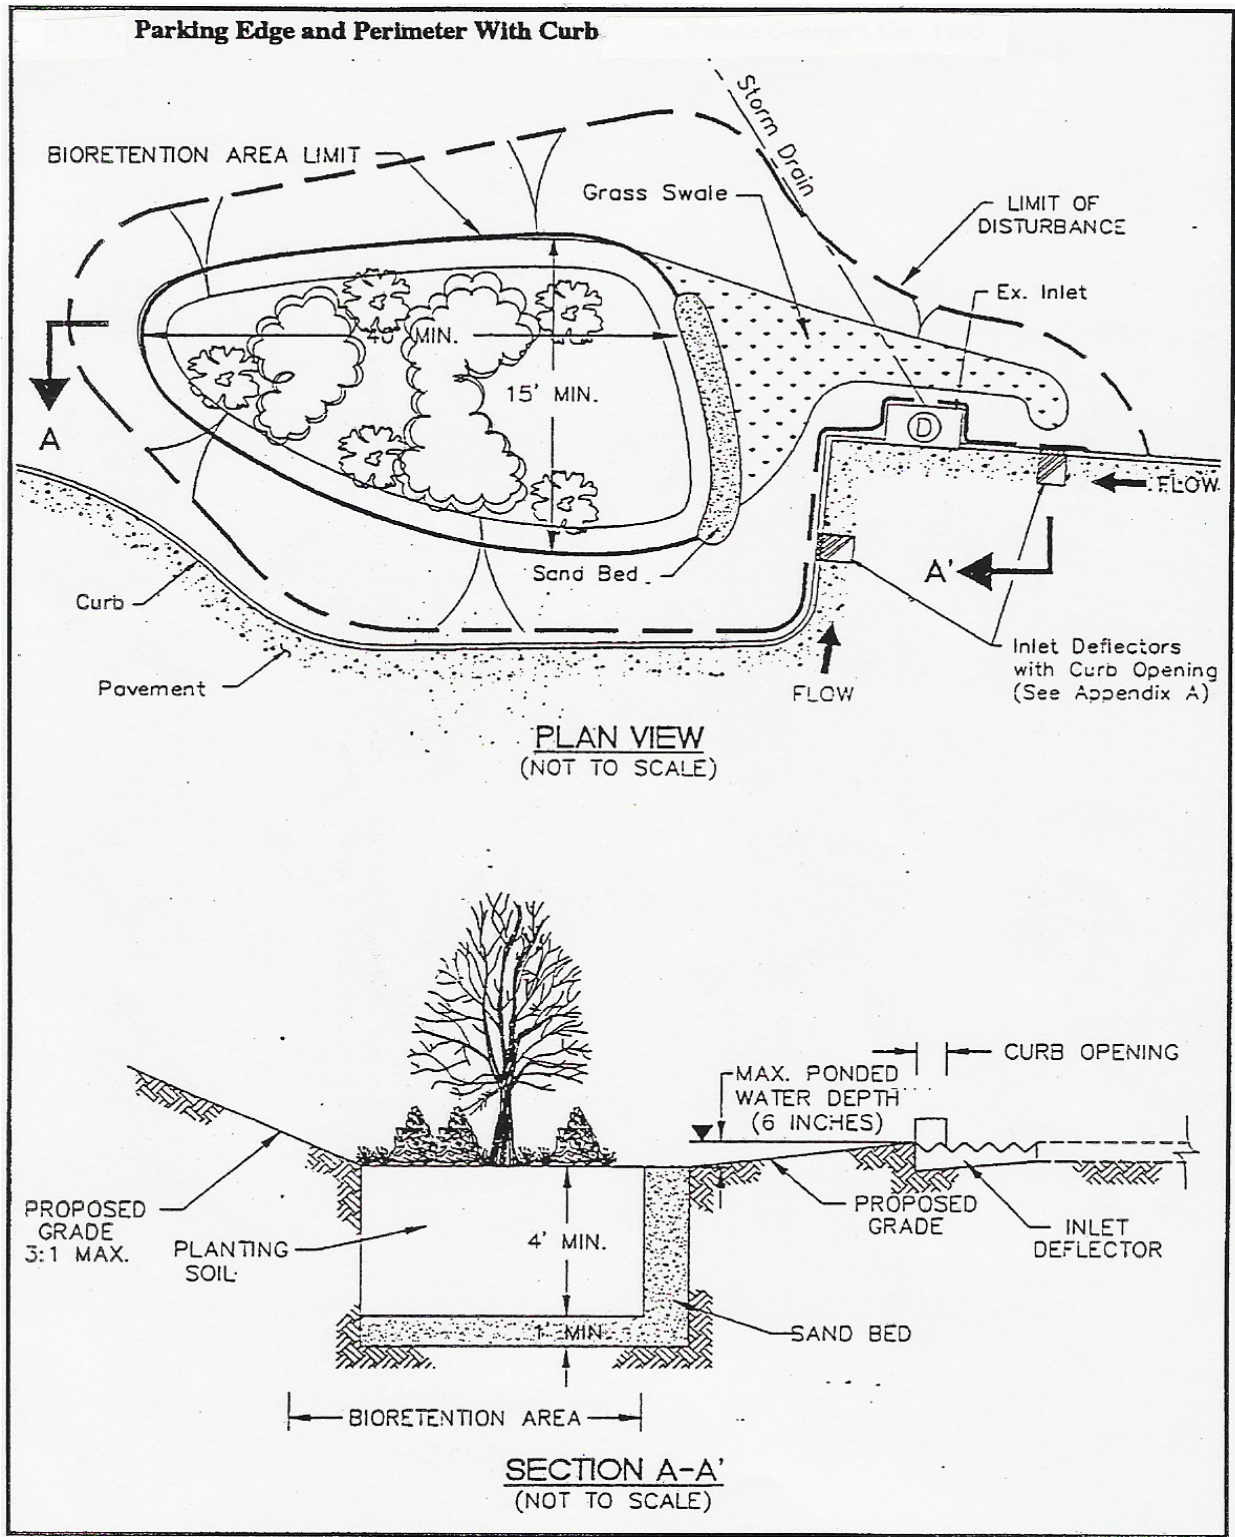 Parking Edge and Perimeter With Curb
Storm Drain
BIORETENTION AREA LIMIT
Grass Swale
LIMIT OF
DISTURBANCE
Ex. Inlet
40' MIN.
15' MIN.
A
D
FLOW
A'
Sand Bed
Curb
Inlet Deflectors
with Curb Opening
(See Appendix A)
Pavement
FLOW
PLAN VIEW
(NOT TO SCALE)
CURB OPENING
MAX. PONDED
WATER DEPTH
(6 INCHES)
PROPOSED
GRADE
3:1 MAX.
PLANTING
SOIL
4' MIN.
PROPOSED
GRADE
INLET
DEFLECTOR
1' MIN.
SAND BED
BIORETENTION AREA
SECTION A-A'
(NOT TO SCALE)